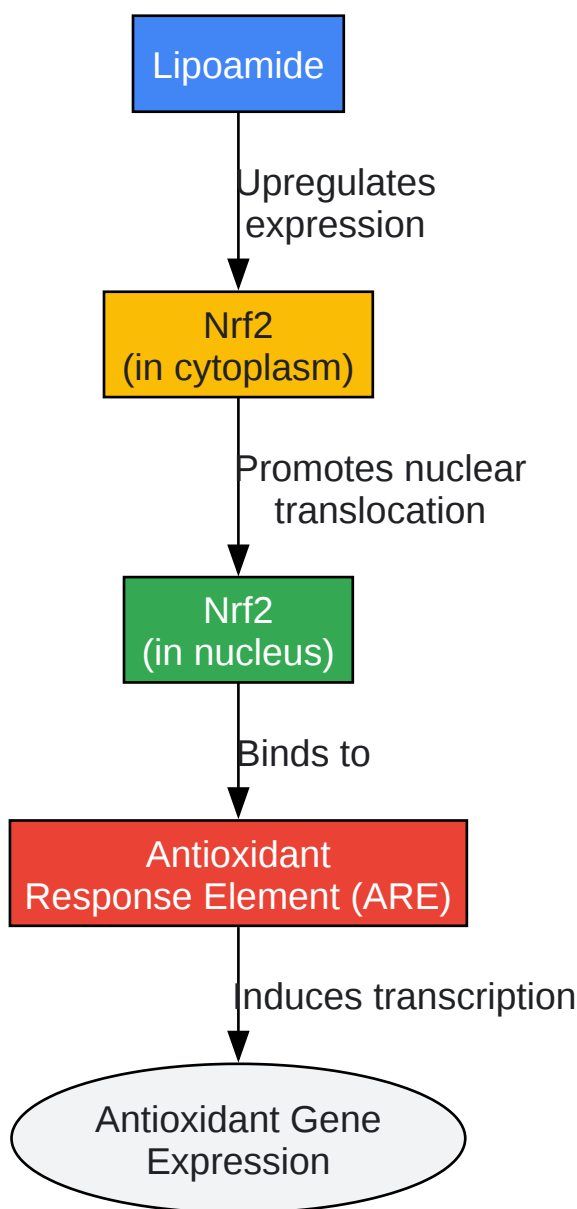 Lipoamide
Upregulates
expression
Nrf2
(in cytoplasm)
Promotes nuclear
translocation
Nrf2
(in nucleus)
Binds to
Antioxidant
Response Element (ARE)
Induces transcription
Antioxidant Gene
Expression